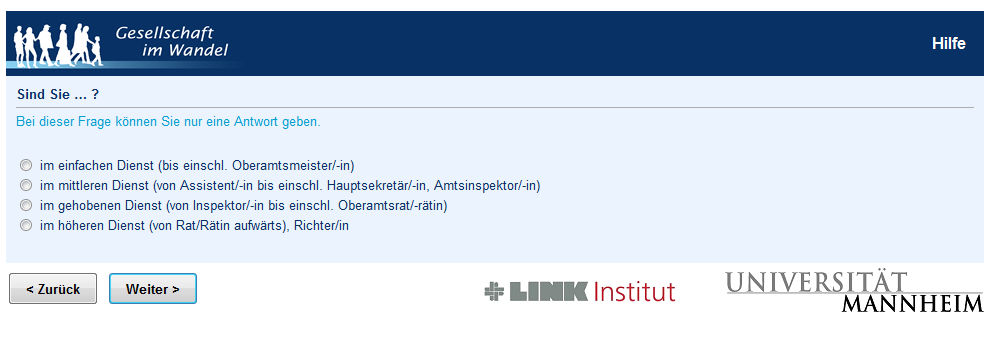 Gesellschaft
im Wandel
Hilfe
Sind Sie ... ?
Bei dieser Frage können Sie nur eine Antwort geben.
im einfachen Dienst (bis einschl. Oberamtsmeister/-in)
im mittleren Dienst (von Assistent/-in bis einschl. Hauptsekretär/-in, Amtsinspektor/-in)
im gehobenen Dienst (von Inspektor/-in bis einschl. Oberamtsrat/-rätin)
im höheren Dienst (von Rat/Rätin aufwärts), Richter/in
< Zurück
Weiter >
LINK Institut
UNIVERSITÄT
MANNHEIM